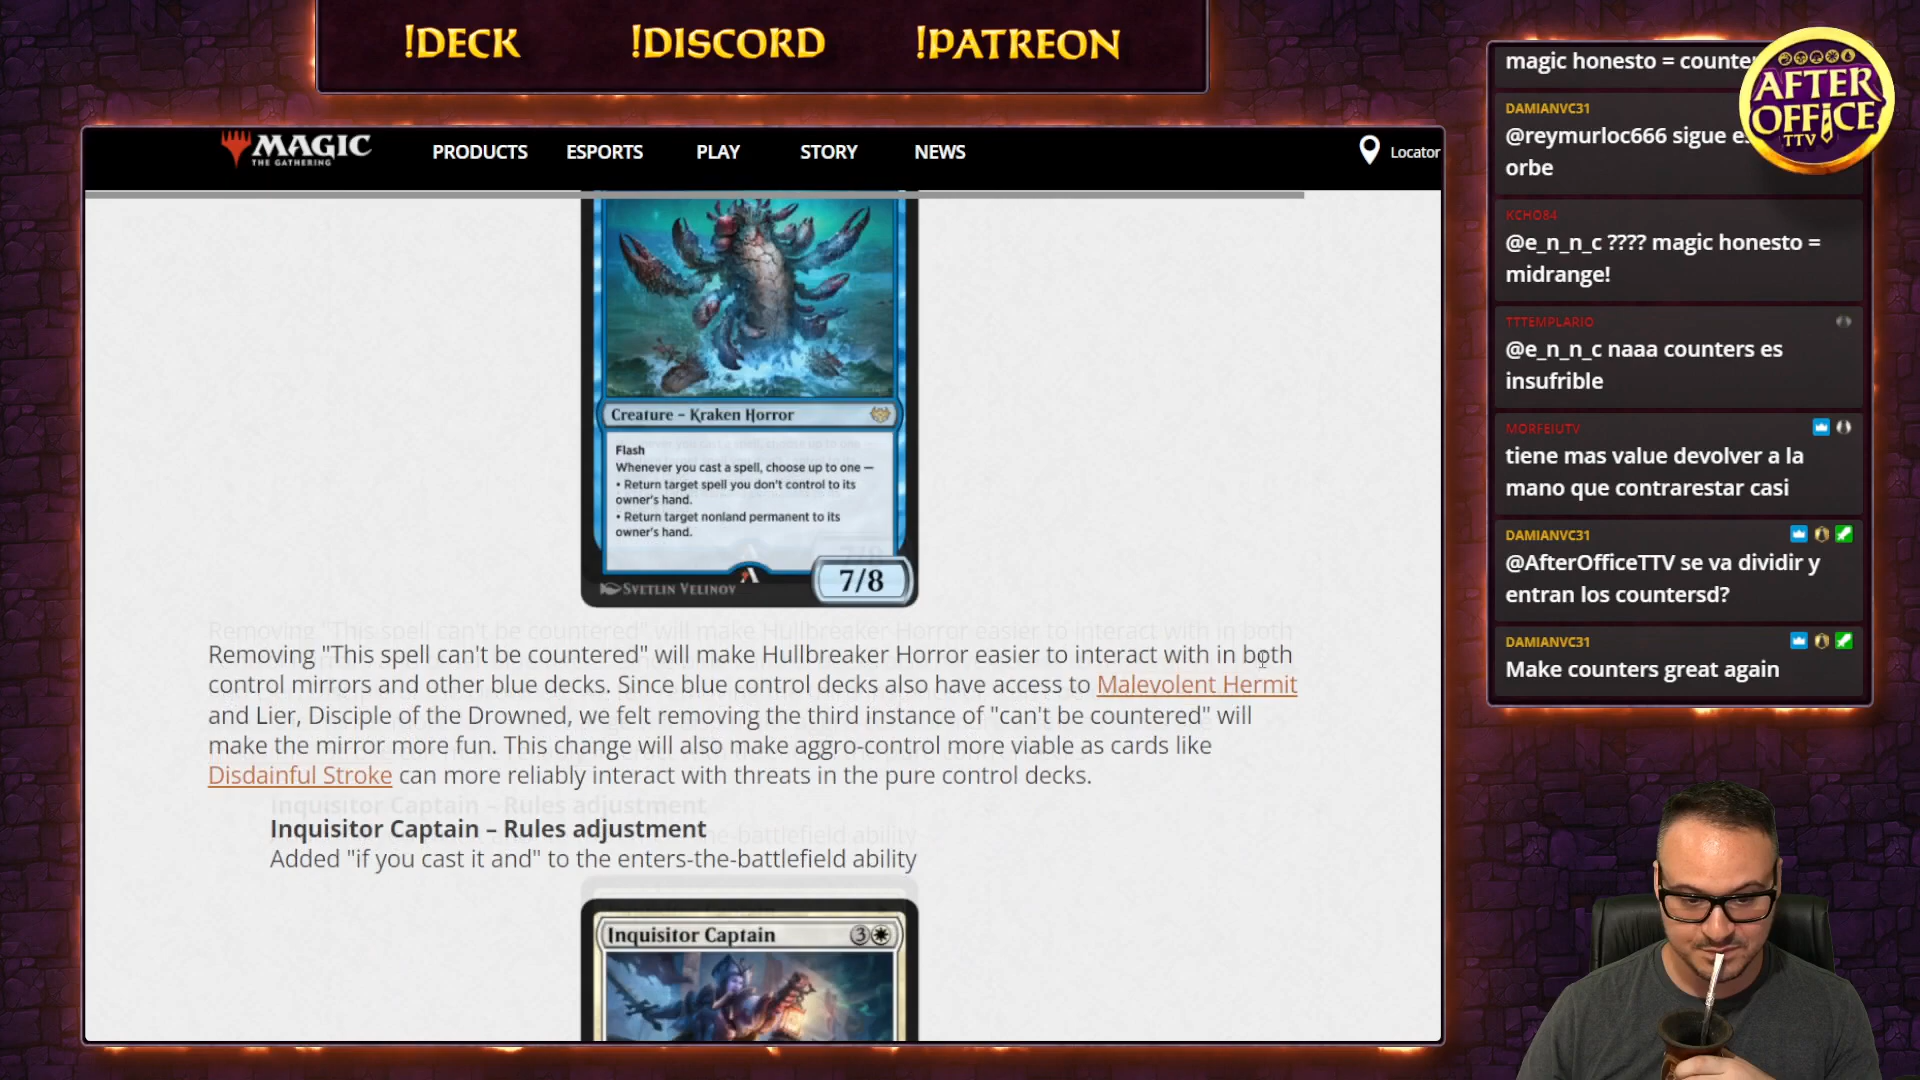 !DECK
!DISCORD
!PATREON
MAGIC
THE GATHERING
PRODUCTS
ESPORTS
PLAY
STORY
NEWS
Locator
Creature – Kraken Horror
Flash
Whenever you cast a spell, choose up to one —
• Return target spell you don't control to its
owner's hand.
• Return target nonland permanent to its
owner's hand.
7/8
Svetlin Velinov
Removing "This spell can't be countered" will make Hullbreaker Horror easier to interact with in both
control mirrors and other blue decks. Since blue control decks also have access to Malevolent Hermit
and Lier, Disciple of the Drowned, we felt removing the third instance of "can't be countered" will
make the mirror more fun. This change will also make aggro-control more viable as cards like
Disdainful Stroke can more reliably interact with threats in the pure control decks.
Inquisitor Captain – Rules adjustment
Added "if you cast it and" to the enters-the-battlefield ability
Inquisitor Captain
3
magic honesto =
DAMIANVC31
@reymurloc666 sigue
orbe
KCHO84
@e_n_n_c ???? magic honesto =
midrange!
TTTEMPLARIO
@e_n_n_c naaa counters es
insufrible
MORFEIUTV
tiene mas value devolver a la
mano que contrarestar casi
DAMIANVC31
@AfterOfficeTTV se va dividir y
entran los countersd?
DAMIANVC31
Make counters great again
AFTER
OFFICE
TTV